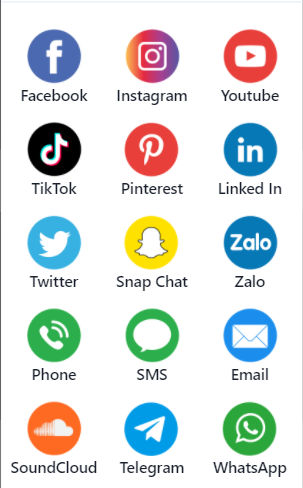 Facebook Instagram Youtube
TikTok Pinterest Linked In
Zalo
Twitter Snap Chat Zalo
Phone SMS Email
SoundCloud Telegram WhatsApp